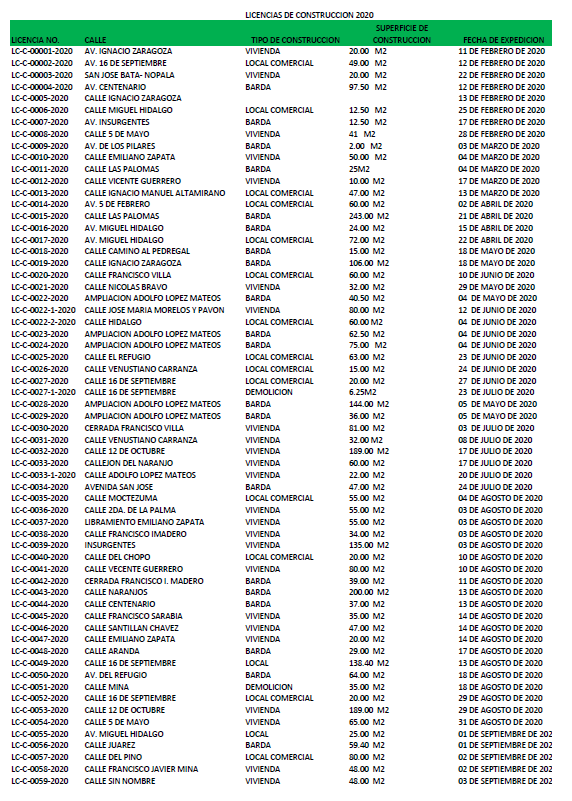 LICENCIAS DE CONSTRUCCION 2020
SUPERFICIE DE
LICENCIA NO. CALLE TIPO DE CONSTRUCCION CONSTRUCCION FECHA DE EXPEDICION
LC-C-00001-2020 AV. IGNACIO ZARAGOZA VIVIENDA 20.00 M2 11 DE FEBRERO DE 2020
LC-C-00002-2020 AV. 16 DE SEPTIEMBRE LOCAL COMERCIAL 49.00 M2 12 DE FEBRERO DE 2020
LC-C-00003-2020 SAN JOSE BATA- NOPALA VIVIENDA 20.00 M2 22 DE FEBRERO DE 2020
LC-C-00004-2020 AV. CENTENARIO BARDA 97.50 M2 12 DE FEBRERO DE 2020
LC-C-0005-2020 CALLE IGNACIO ZARAGOZA 13 DE FEBRERO DE 2020
LC-C-0006-2020 CALLE MIGUEL HIDALGO LOCAL COMERCIAL 12.50 M2 25 DE FEBRERO DE 2020
LC-C-0007-2020 AV. INSURGENTES BARDA 12.50 M2 17 DE FEBRERO DE 2020
LC-C-0008-2020 CALLE 5 DE MAYO VIVIENDA 41 M2 28 DE FEBRERO DE 2020
LC-C-0009-2020 AV. DE LOS PILARES BARDA 2.00 M2 03 DE MARZO DE 2020
LC-C-0010-2020 CALLE EMILIANO ZAPATA VIVIENDA 50.00 M2 04 DE MARZO DE 2020
LC-C-0011-2020 CALLE LAS PALOMAS BARDA 25M2 04 DE MARZO DE 2020
LC-C-0012-2020 CALLE VICENTE GUERRERO VIVIENDA 10.00 M2 17 DE MARZO DE 2020
LC-C-0013-2020 CALLE IGNACIO MANUEL ALTAMIRANO LOCAL COMERCIAL 47.00 M2 13 DE MARZO DE 2020
LC-C-0014-2020 AV. 5 DE FEBRERO LOCAL COMERCIAL 60.00 M2 02 DE ABRIL DE 2020
LC-C-0015-2020 CALLE LAS PALOMAS BARDA 243.00 M2 21 DE ABRIL DE 2020
LC-C-0016-2020 AV. MIGUEL HIDALGO BARDA 24.00 M2 15 DE ABRIL DE 2020
LC-C-0017-2020 AV. MIGUEL HIDALGO LOCAL COMERCIAL 72.00 M2 22 DE ABRIL DE 2020
LC-C-0018-2020 CALLE CAMINO AL PEDREGAL BARDA 15.00 M2 18 DE MAYO DE 2020
LC-C-0019-2020 CALLE IGNACIO ZARAGOZA BARDA 106.00 M2 18 DE MAYO DE 2020
LC-C-0020-2020 CALLE FRANCISCO VILLA LOCAL COMERCIAL 60.00 M2 10 DE JUNIO DE 2020
LC-C-0021-2020 CALLE NICOLAS BRAVO VIVIENDA 32.00 M2 29 DE MAYO DE 2020
LC-C-0022-2020 AMPLIACION ADOLFO LOPEZ MATEOS BARDA 40.50 M2 04 DE MAYO DE 2020
LC-C-0022-1-2020 CALLE JOSE MARIA MORELOS Y PAVON VIVIENDA 80.00 M2 12 DE JUNIO DE 2020
LC-C-0022-2-2020 CALLE HIDALGO LOCAL COMERCIAL 60.00 M2 04 DE JUNIO DE 2020
LC-C-0023-2020 AMPLIACION ADOLFO LOPEZ MATEOS BARDA 62.50 M2 04 DE JUNIO DE 2020
LC-C-0024-2020 AMPLIACION ADOLFO LOPEZ MATEOS BARDA 75.00 M2 04 DE JUNIO DE 2020
LC-C-0025-2020 CALLE EL REFUGIO LOCAL COMERCIAL 63.00 M2 23 DE JUNIO DE 2020
LC-C-0026-2020 CALLE VENUSTIANO CARRANZA LOCAL COMERCIAL 15.00 M2 24 DE JUNIO DE 2020
LC-C-0027-2020 CALLE 16 DE SEPTIEMBRE LOCAL COMERCIAL 20.00 M2 27 DE JUNIO DE 2020
LC-C-0027-1-2020 CALLE 16 DE SEPTIEMBRE DEMOLICION 6.25M2 23 DE JULIO DE 2020
LC-C-0028-2020 AMPLIACION ADOLFO LOPEZ MATEOS BARDA 144.00 M2 05 DE MAYO DE 2020
LC-C-0029-2020 AMPLIACION ADOLFO LOPEZ MATEOS BARDA 36.00 M2 05 DE MAYO DE 2020
LC-C-0030-2020 CERRADA FRANCISCO VILLA VIVIENDA 81.00 M2 03 DE JULIO DE 2020
LC-C-0031-2020 CALLE VENUSTIANO CARRANZA VIVIENDA 32.00 M2 08 DE JULIO DE 2020
LC-C-0032-2020 CALLE 12 DE OCTUBRE VIVIENDA 189.00 M2 17 DE JULIO DE 2020
LC-C-0033-2020 CALLEJON DEL NARANJO VIVIENDA 60.00 M2 17 DE JULIO DE 2020
LC-C-0033-1-2020 CALLE ADOLFO LOPEZ MATEOS VIVIENDA 22.00 M2 20 DE JULIO DE 2020
LC-C-0034-2020 AVENIDA SAN JOSE BARDA 47.00 M2 24 DE JULIO DE 2020
LC-C-0035-2020 CALLE MOCTEZUMA LOCAL COMERCIAL 55.00 M2 04 DE AGOSTO DE 2020
LC-C-0036-2020 CALLE 2DA. DE LA PALMA VIVIENDA 55.00 M2 03 DE AGOSTO DE 2020
LC-C-0037-2020 LIBRAMIENTO EMILIANO ZAPATA VIVIENDA 55.00 M2 03 DE AGOSTO DE 2020
LC-C-0038-2020 CALLE FRANCISCO IMADERO VIVIENDA 34.00 M2 03 DE AGOSTO DE 2020
LC-C-0039-2020 INSURGENTES VIVIENDA 135.00 M2 03 DE AGOSTO DE 2020
LC-C-0040-2020 CALLE DEL CHOPO LOCAL COMERCIAL 20.00 M2 10 DE AGOSTO DE 2020
LC-C-0041-2020 CALLE VECENTE GUERRERO VIVIENDA 80.00 M2 10 DE AGOSTO DE 2020
LC-C-0042-2020 CERRADA FRANCISCO I. MADERO BARDA 39.00 M2 11 DE AGOSTO DE 2020
LC-C-0043-2020 CALLE NARANJOS BARDA 200.00 M2 13 DE AGOSTO DE 2020
LC-C-0044-2020 CALLE CENTENARIO BARDA 37.00 M2 13 DE AGOSTO DE 2020
LC-C-0045-2020 CALLE FRANCISCO SARABIA VIVIENDA 35.00 M2 14 DE AGOSTO DE 2020
LC-C-0046-2020 CALLE SANTILLAN CHAVEZ VIVIENDA 47.00 M2 14 DE AGOSTO DE 2020
LC-C-0047-2020 CALLE EMILIANO ZAPATA VIVIENDA 20.00 M2 14 DE AGOSTO DE 2020
LC-C-0048-2020 CALLE ARANDA BARDA 29.00 M2 17 DE AGOSTO DE 2020
LC-C-0049-2020 CALLE 16 DE SEPTIEMBRE LOCAL 138.40 M2 13 DE AGOSTO DE 2020
LC-C-0050-2020 AV. DEL REFUGIO BARDA 64.00 M2 18 DE AGOSTO DE 2020
LC-C-0051-2020 CALLE MINA DEMOLICION 35.00 M2 18 DE AGOSTO DE 2020
LC-C-0052-2020 CALLE 16 DE SEPTIEMBRE LOCAL COMERCIAL 20.00 M2 29 DE AGOSTO DE 2020
LC-C-0053-2020 CALLE 12 DE OCTUBRE VIVIENDA 189.00 M2 29 DE AGOSTO DE 2020
LC-C-0054-2020 CALLE 5 DE MAYO VIVIENDA 65.00 M2 31 DE AGOSTO DE 2020
LC-C-0055-2020 AV. MIGUEL HIDALGO LOCAL 25.00 M2 01 DE SEPTIEMBRE DE 202
LC-C-0056-2020 CALLE JUAREZ BARDA 59.40 M2 01 DE SEPTIEMBRE DE 202
LC-C-0057-2020 CALLE DEL PINO LOCAL COMERCIAL 80.00 M2 02 DE SEPTIEMBRE DE 202
LC-C-0058-2020 CALLE FRANCISCO JAVIER MINA VIVIENDA 48.00 M2 02 DE SEPTIEMBRE DE 202
LC-C-0059-2020 CALLE SIN NOMBRE VIVIENDA 48.00 M2 03 DE SEPTIEMBRE DE 202